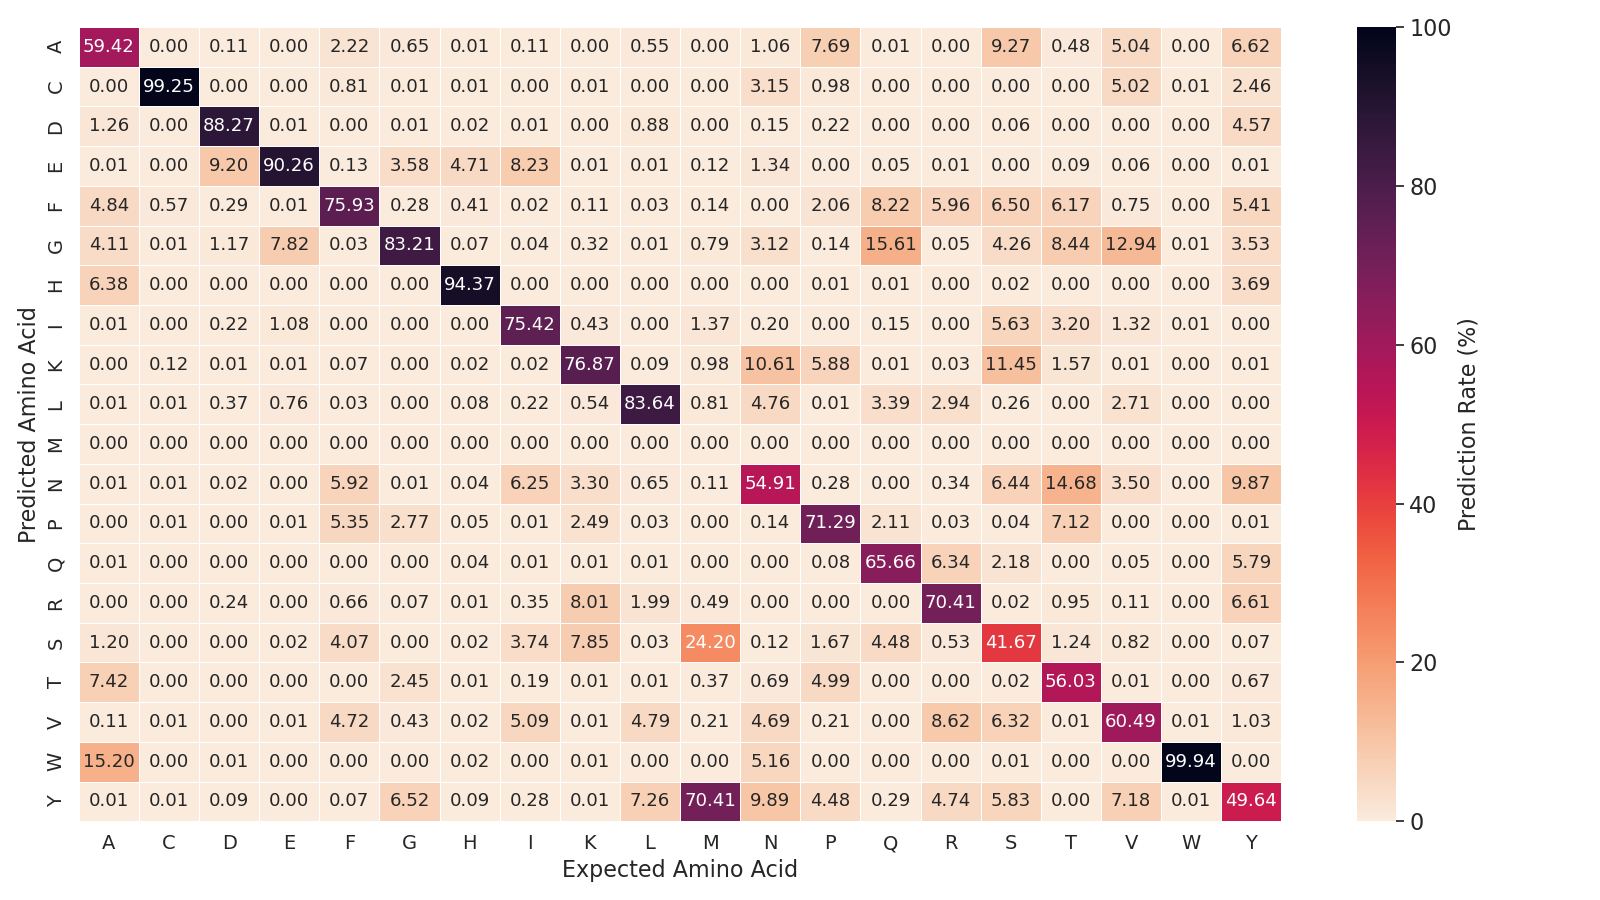 A 59.42 0.00 0.11 0.00 2.22 0.65 0.01 0.11 0.00 0.55 0.00 1.06 7.69 0.01 0.00 9.27 0.48 5.04 0.00 6.62
C 0.00 99.25 0.00 0.00 0.81 0.01 0.01 0.00 0.01 0.00 0.00 3.15 0.98 0.00 0.00 0.00 0.00 5.02 0.01 2.46
D 1.26 0.00 88.27 0.01 0.00 0.01 0.02 0.01 0.00 0.88 0.00 0.15 0.22 0.00 0.00 0.06 0.00 0.00 0.00 4.57
E 0.01 0.00 9.20 90.26 0.13 3.58 4.71 8.23 0.01 0.01 0.12 1.34 0.00 0.05 0.01 0.00 0.09 0.06 0.00 0.01
F 4.84 0.57 0.29 0.01 75.93 0.28 0.41 0.02 0.11 0.03 0.14 0.00 2.06 8.22 5.96 6.50 6.17 0.75 0.00 5.41
G 4.11 0.01 1.17 7.82 0.03 83.21 0.07 0.04 0.32 0.01 0.79 3.12 0.14 15.61 0.05 4.26 8.44 12.94 0.01 3.53
H 6.38 0.00 0.00 0.00 0.00 0.00 94.37 0.00 0.00 0.00 0.00 0.00 0.01 0.01 0.00 0.02 0.00 0.00 0.00 3.69
I 0.01 0.00 0.22 1.08 0.00 0.00 0.00 75.42 0.43 0.00 1.37 0.20 0.00 0.15 0.00 5.63 3.20 1.32 0.01 0.00
K 0.00 0.12 0.01 0.01 0.07 0.00 0.02 0.02 76.87 0.09 0.98 10.61 5.88 0.01 0.03 11.45 1.57 0.01 0.00 0.01
L 0.01 0.01 0.37 0.76 0.03 0.00 0.08 0.22 0.54 83.64 0.81 4.76 0.01 3.39 2.94 0.26 0.00 2.71 0.00 0.00
M 0.00 0.00 0.00 0.00 0.00 0.00 0.00 0.00 0.00 0.00 0.00 0.00 0.00 0.00 0.00 0.00 0.00 0.00 0.00 0.00
N 0.01 0.01 0.02 0.00 5.92 0.01 0.04 6.25 3.30 0.65 0.11 54.91 0.28 0.00 0.34 6.44 14.68 3.50 0.00 9.87
P 0.00 0.01 0.00 0.01 5.35 2.77 0.05 0.01 2.49 0.03 0.00 0.14 71.29 2.11 0.03 0.04 7.12 0.00 0.00 0.01
Q 0.01 0.00 0.00 0.00 0.00 0.00 0.04 0.01 0.01 0.01 0.00 0.00 0.08 65.66 6.34 2.18 0.00 0.05 0.00 5.79
R 0.00 0.00 0.24 0.00 0.66 0.07 0.01 0.35 8.01 1.99 0.49 0.00 0.00 0.00 70.41 0.02 0.95 0.11 0.00 6.61
S 1.20 0.00 0.00 0.02 4.07 0.00 0.02 3.74 7.85 0.03 24.20 0.12 1.67 4.48 0.53 41.67 1.24 0.82 0.00 0.07
T 7.42 0.00 0.00 0.00 0.00 2.45 0.01 0.19 0.01 0.01 0.37 0.69 4.99 0.00 0.00 0.02 56.03 0.01 0.00 0.67
V 0.11 0.01 0.00 0.01 4.72 0.43 0.02 5.09 0.01 4.79 0.21 4.69 0.21 0.00 8.62 6.32 0.01 60.49 0.01 1.03
W 15.20 0.00 0.01 0.00 0.00 0.00 0.02 0.00 0.01 0.00 0.00 5.16 0.00 0.00 0.00 0.01 0.00 0.00 99.94 0.00
Y 0.01 0.01 0.09 0.00 0.07 6.52 0.09 0.28 0.01 7.26 70.41 9.89 4.48 0.29 4.74 5.83 0.00 7.18 0.01 49.64
A C D E F G H I K L M N P Q R S T V W Y
Expected Amino Acid
Predicted Amino Acid
100
80
60
40
20
0
Prediction Rate (%)